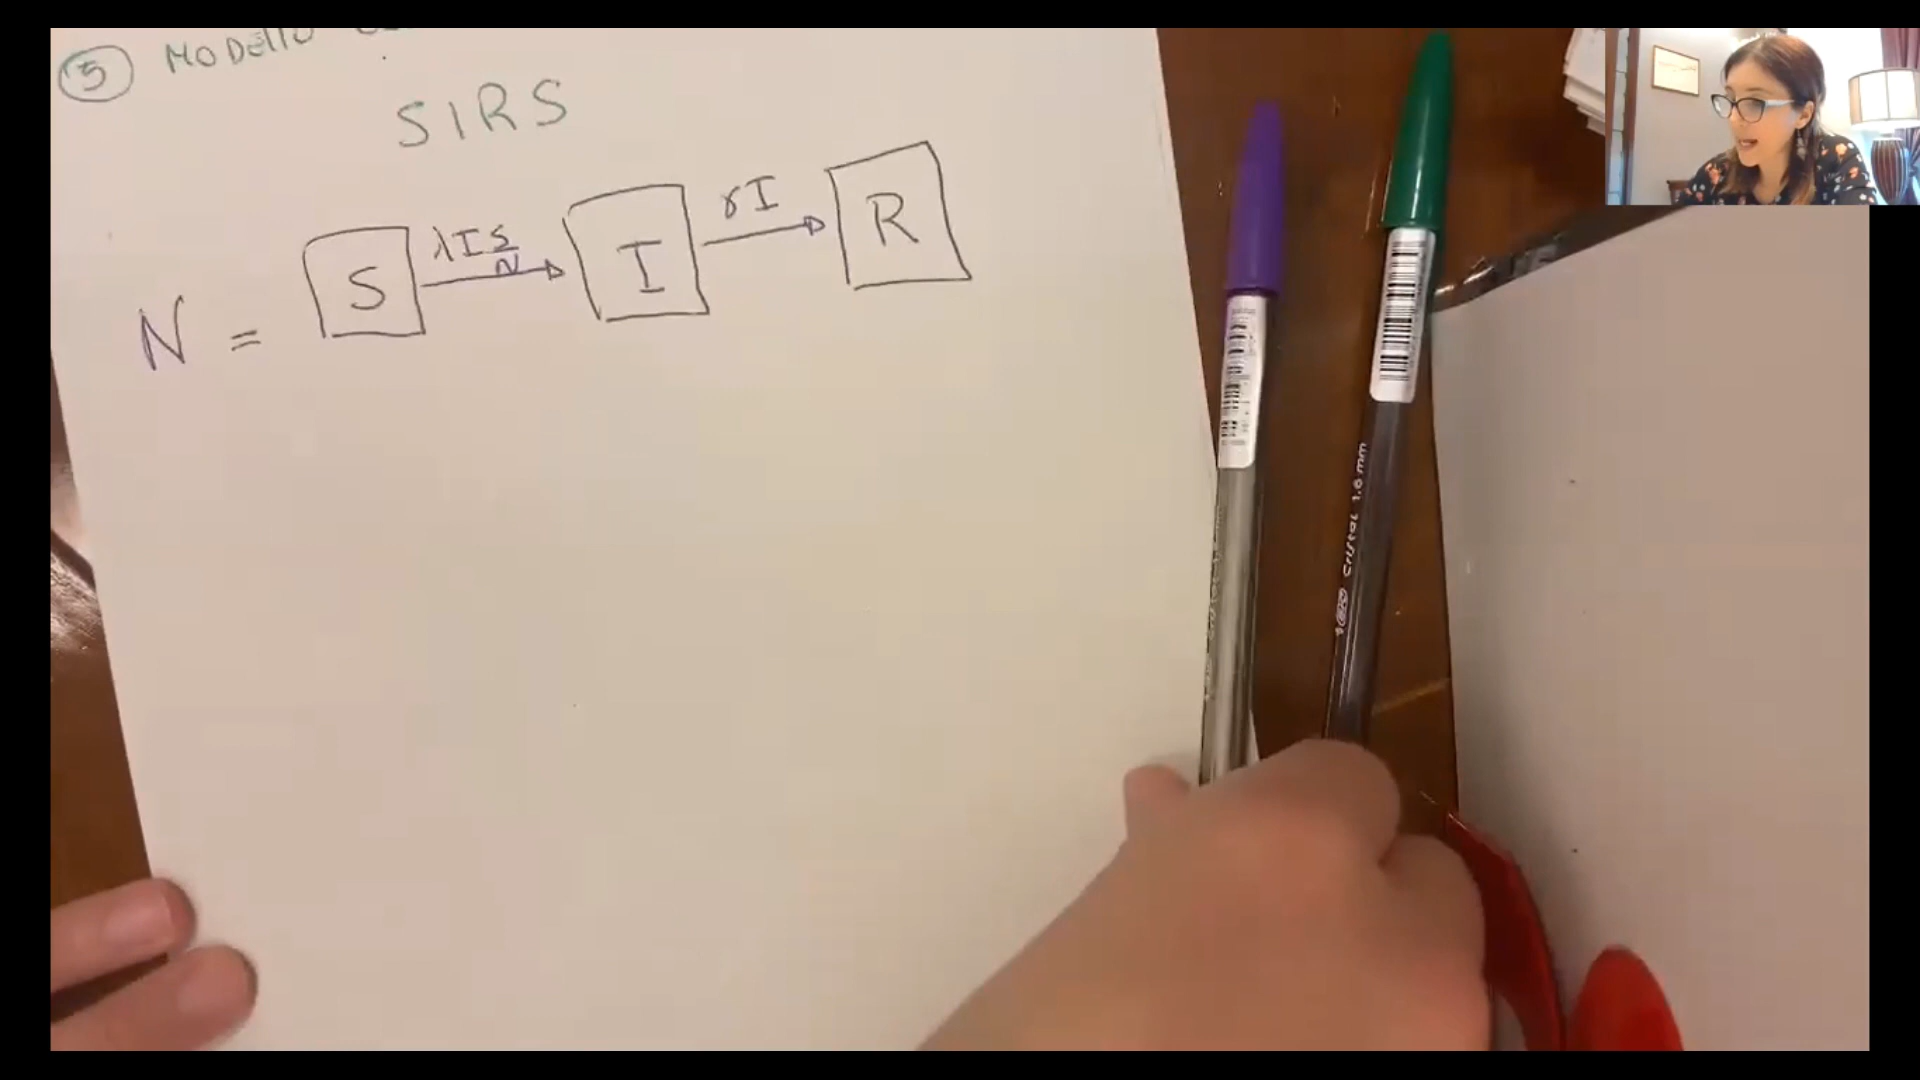 5 MODELLO
SIRS
N = S λIS/N I γI R
BIC Cristal 1.6 mm